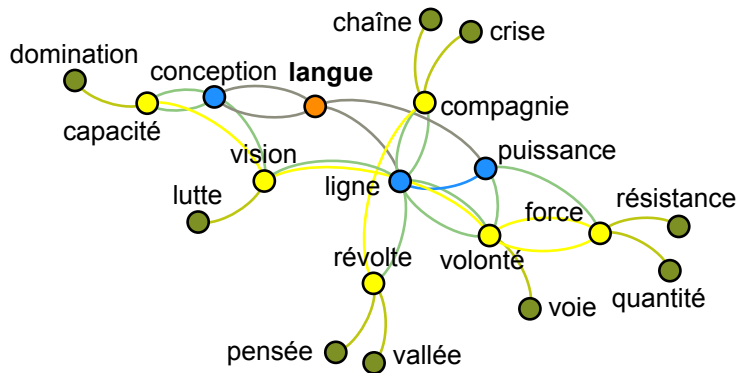 chaîne
crise
domination
conception
langue
capacité
compagnie
vision
puissance
lutte
ligne
force
résistance
révolte
volonté
quantité
voie
pensée
vallée